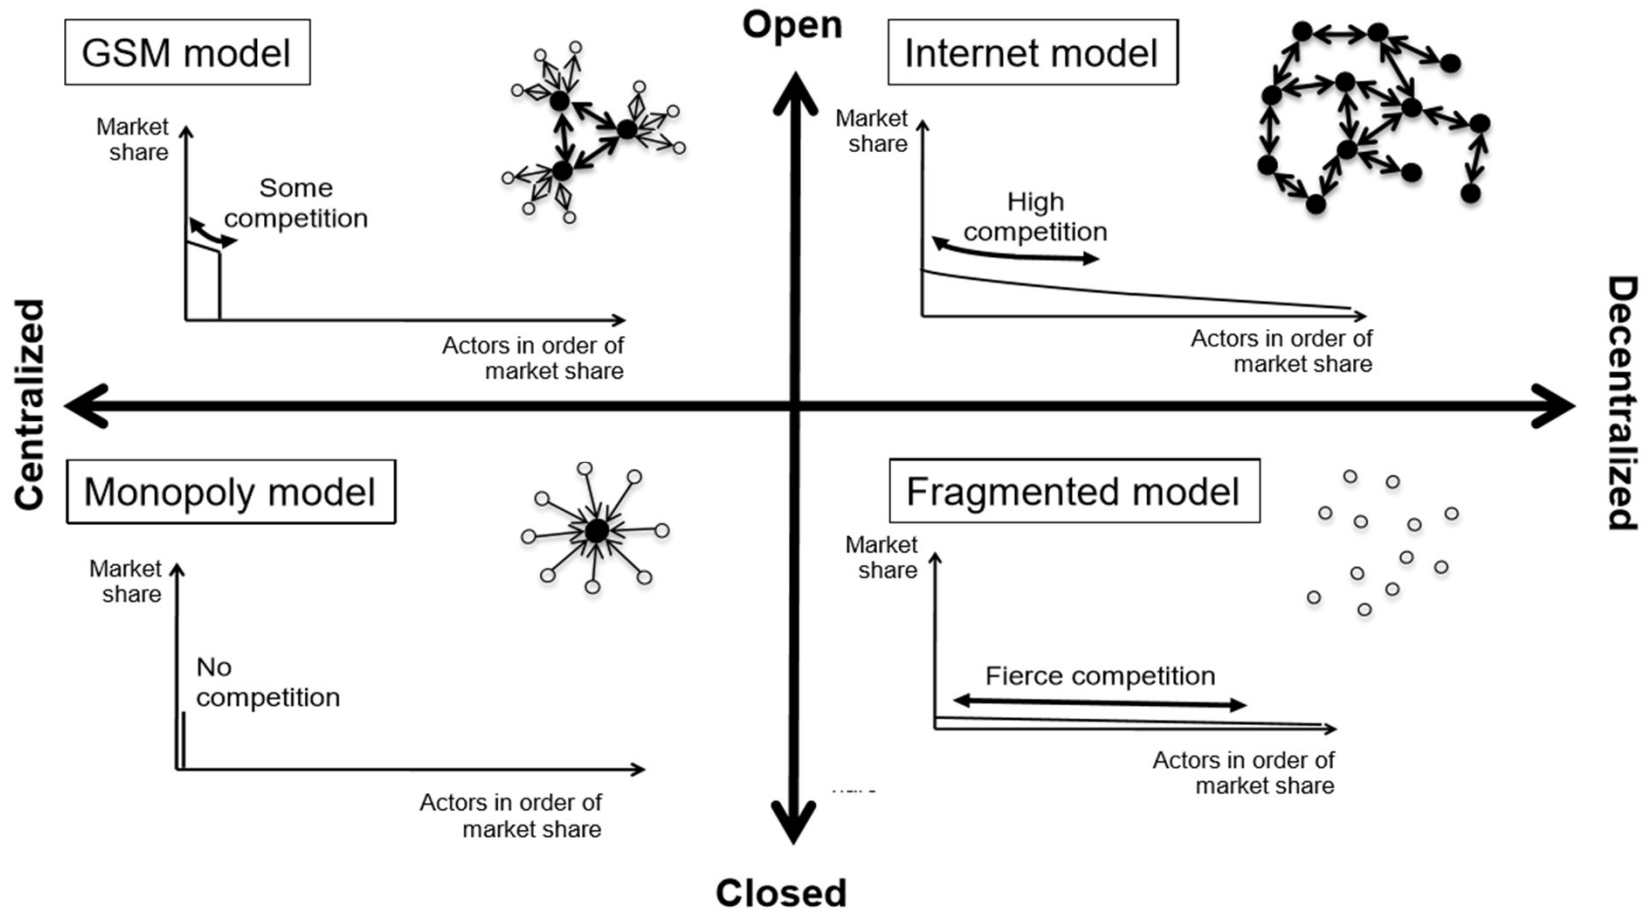 Open
GSM model
Market
share
Some
competition
Actors in order of
market share
Internet model
Market
share
High
competition
Actors in order of
market share
Centralized
Decentralized
Monopoly model
Market
share
No
competition
Actors in order of
market share
Fragmented model
Market
share
Fierce competition
Actors in order of
market share
Closed